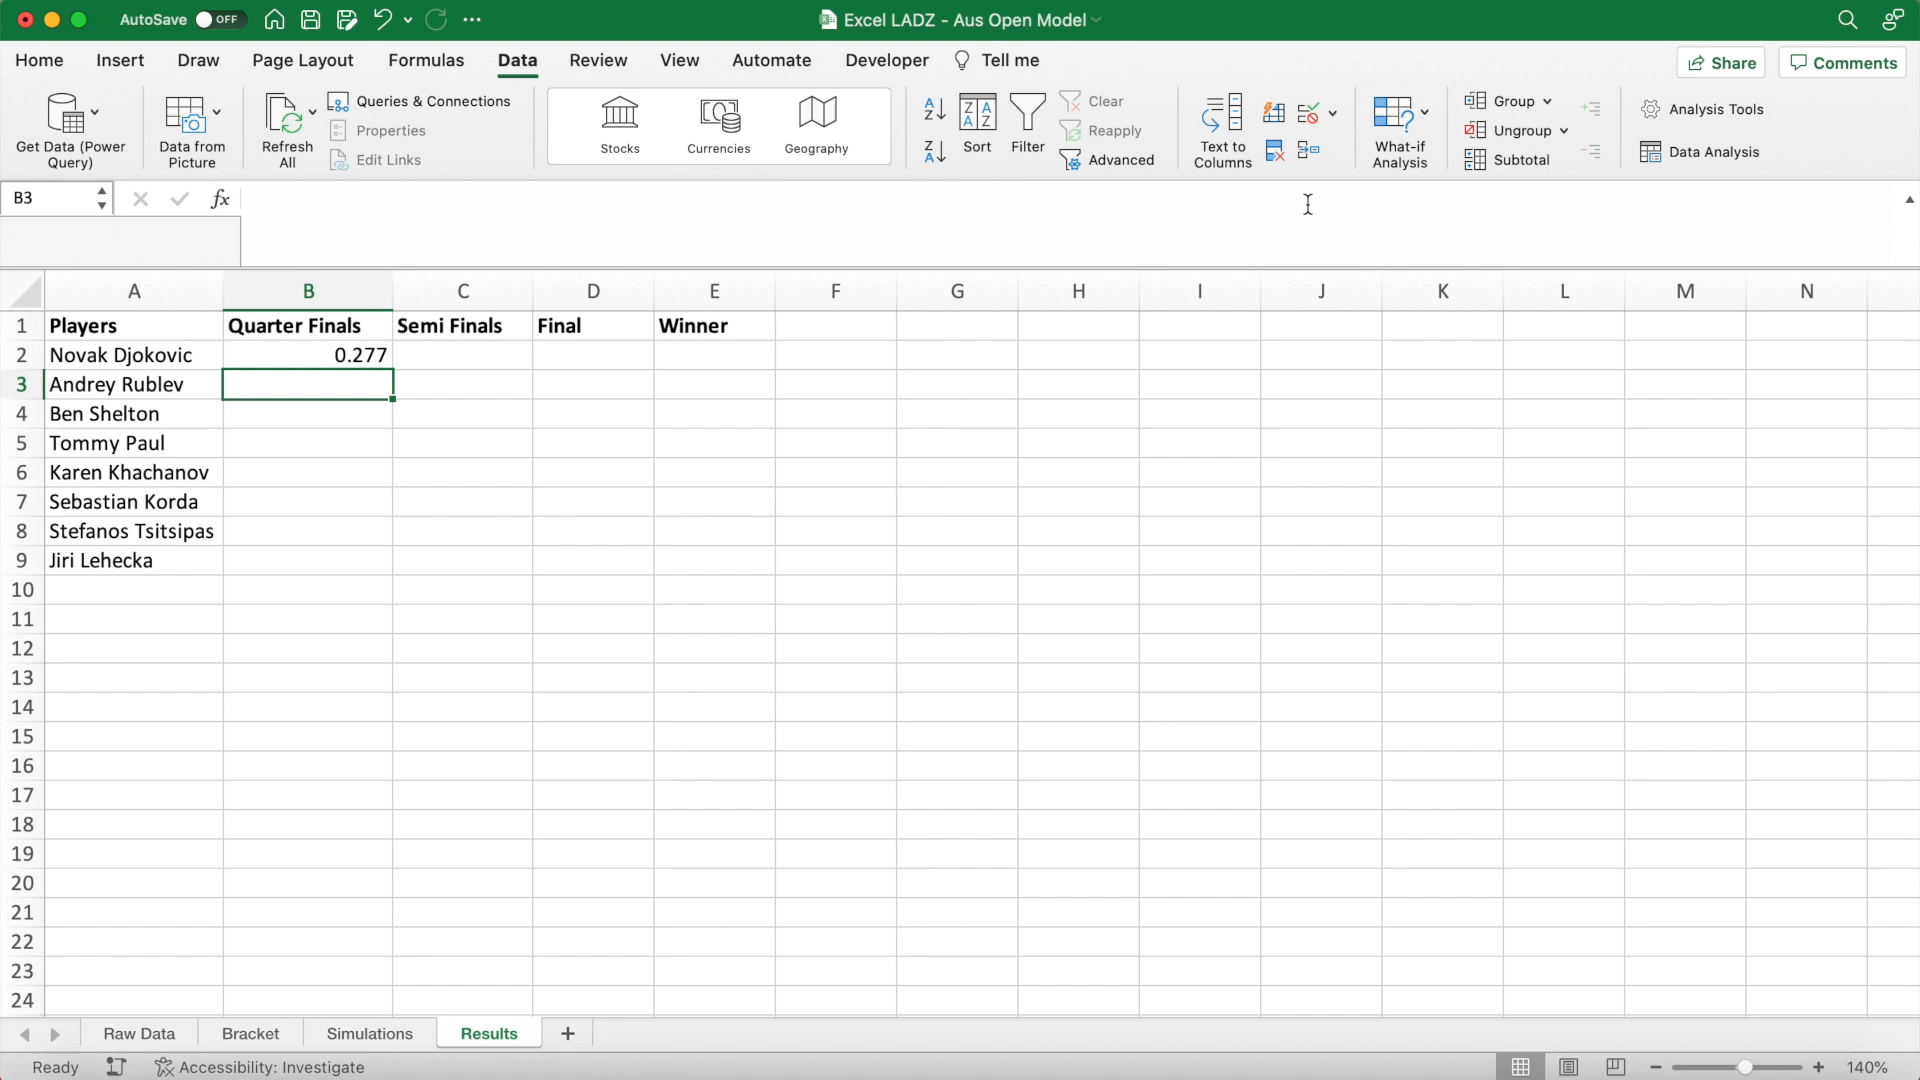 AutoSave OFF Excel LADZ - Aus Open Model
Home Insert Draw Page Layout Formulas Data Review View Automate Developer Tell me Share Comments
Get Data (Power Query) Data from Picture Refresh All Queries & Connections Properties Edit Links Stocks Currencies Geography Sort Filter Clear Reapply Advanced Text to Columns What-if Analysis Group Ungroup Subtotal Analysis Tools Data Analysis
B3 fx
A B C D E F G H I J K L M N
1 Players Quarter Finals Semi Finals Final Winner
2 Novak Djokovic 0.277
3 Andrey Rublev
4 Ben Shelton
5 Tommy Paul
6 Karen Khachanov
7 Sebastian Korda
8 Stefanos Tsitsipas
9 Jiri Lehecka
10
11
12
13
14
15
16
17
18
19
20
21
22
23
24
Raw Data Bracket Simulations Results +
Ready Accessibility: Investigate − + 140%